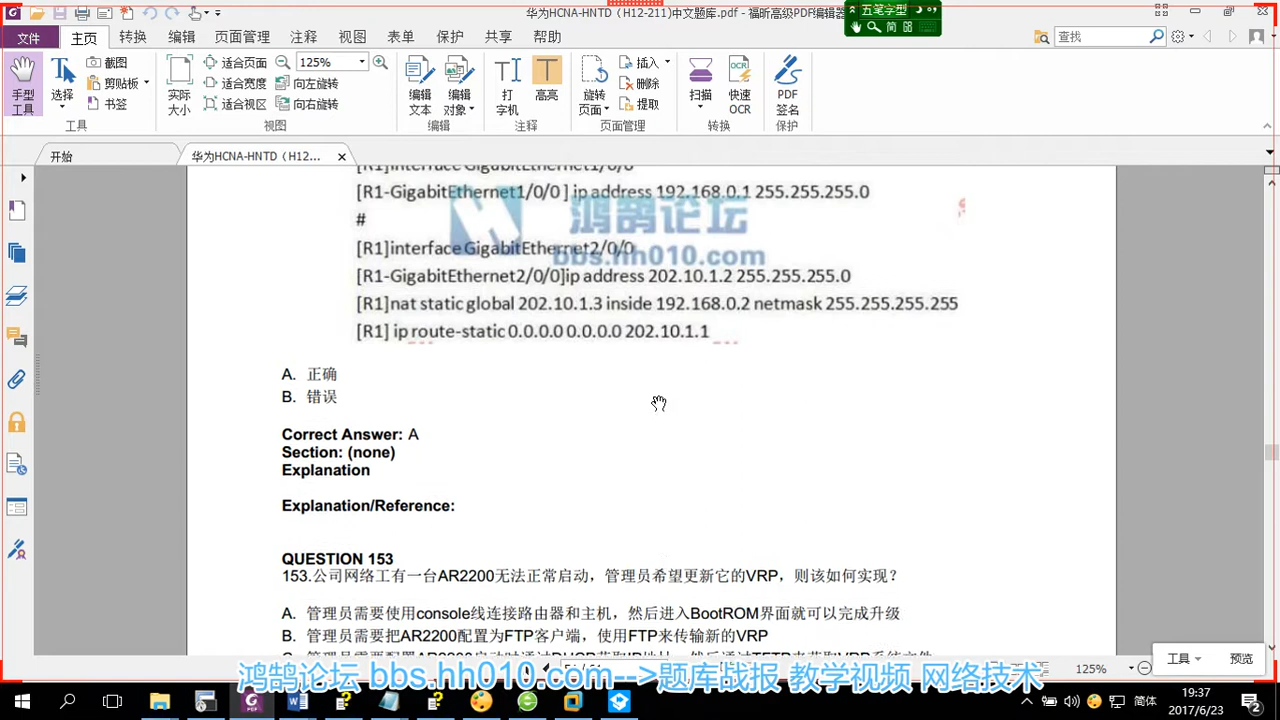 华为HCNA-HNTD（H12-211)中文题库.pdf - 福昕高级PDF编辑器
五笔字型
简
文件 主页 转换 编辑 页面管理 注释 视图 表单 保护 共享 帮助
查找
手型工具 选择 截图 剪贴板 书签
实际大小 适合页面 适合宽度 适合视区 125% 向左旋转 向右旋转
编辑文本 编辑对象 打字机 高亮 旋转页面 插入 删除 提取
扫描 快速OCR PDF签名
工具 视图 编辑 注释 页面管理 转换 保护
开始 华为HCNA-HNTD（H12...
[R1]interface GigabitEthernet1/0/0
[R1-GigabitEthernet1/0/0 ] ip address 192.168.0.1 255.255.255.0
鸿鹄论坛
#
[R1]interface GigabitEthernet2/0/0
bbs.hh010.com
[R1-GigabitEthernet2/0/0]ip address 202.10.1.2 255.255.255.0
[R1]nat static global 202.10.1.3 inside 192.168.0.2 netmask 255.255.255.255
[R1] ip route-static 0.0.0.0 0.0.0.0 202.10.1.1
A. 正确
B. 错误
Correct Answer: A
Section: (none)
Explanation
Explanation/Reference:
QUESTION 153
153.公司网络工有一台AR2200无法正常启动，管理员希望更新它的VRP，则该如何实现？
A. 管理员需要使用console线连接路由器和主机，然后进入BootROM界面就可以完成升级
B. 管理员需要把AR2200配置为FTP客户端，使用FTP来传输新的VRP
工具 预览
125%
鸿鹄论坛 bbs.hh010.com-->题库战报 教学视频 网络技术
简体
19:37
2017/6/23
2